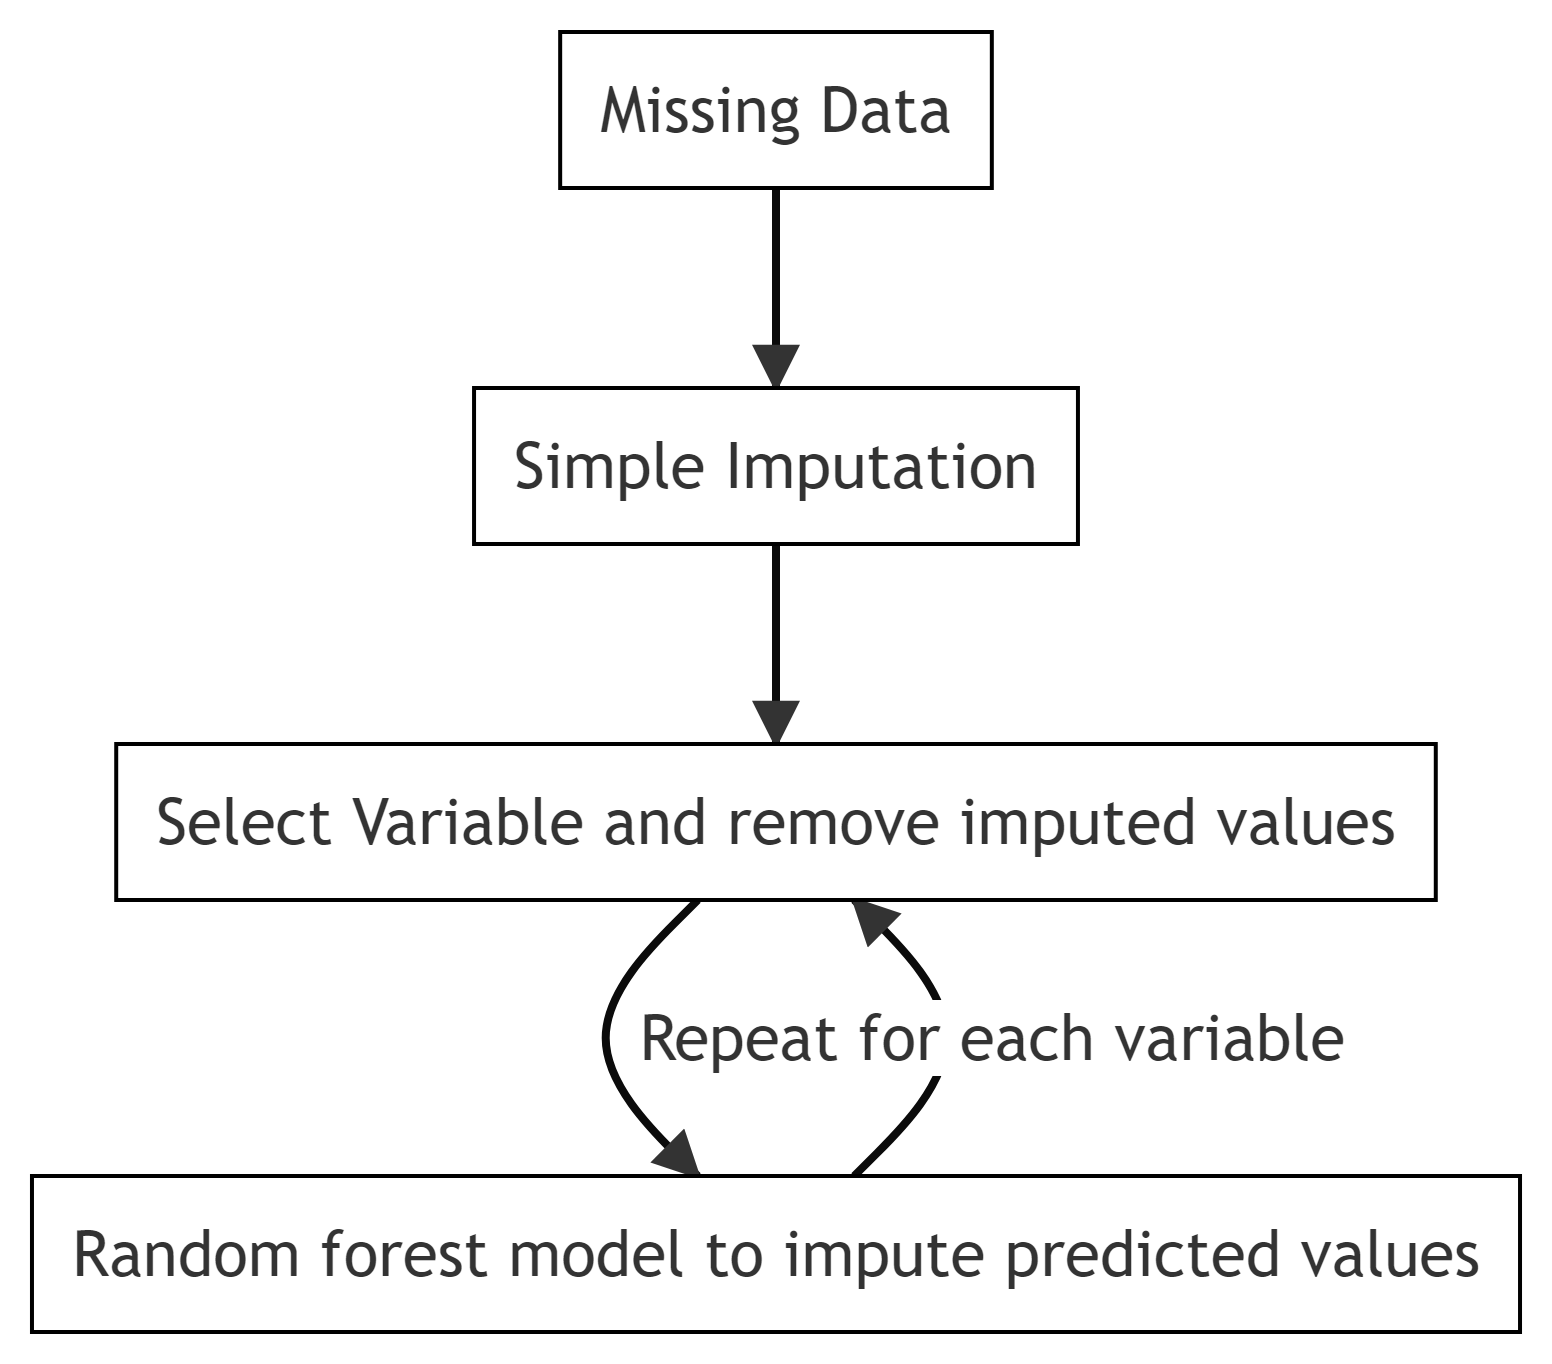 Missing Data
Simple Imputation
Select Variable and remove imputed values
Repeat for each variable
Random forest model to impute predicted values